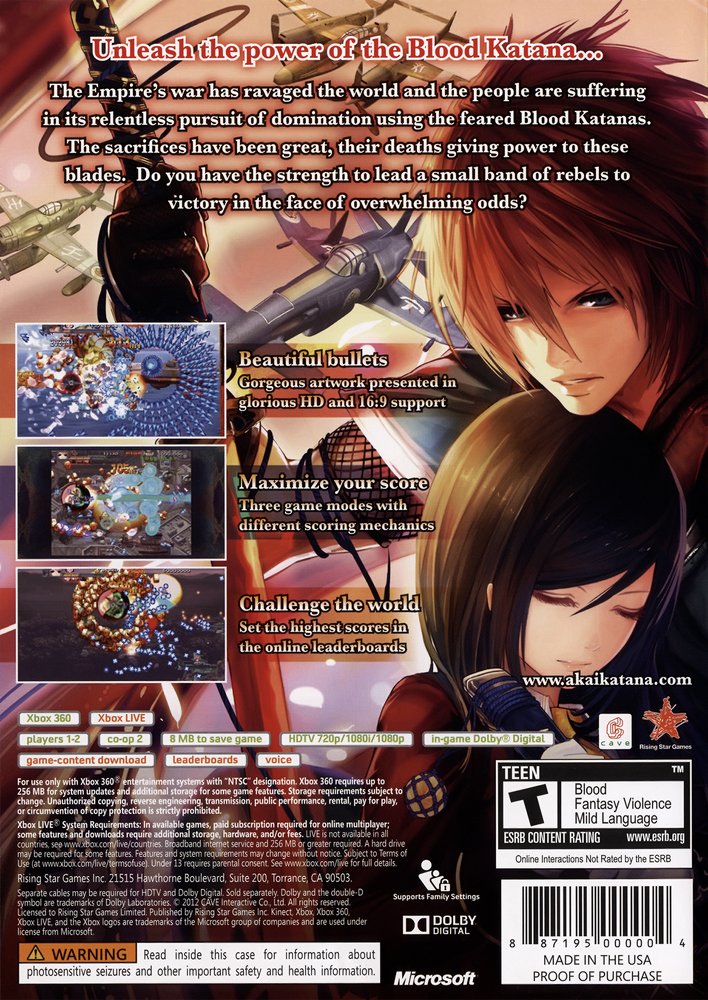 Unleash the power of the Blood Katana...
The Empire's war has ravaged the world and the people are suffering
in its relentless pursuit of domination using the feared Blood Katanas.
The sacrifices have been great, their deaths giving power to these
blades. Do you have the strength to lead a small band of rebels to
victory in the face of overwhelming odds?
Beautiful bullets
Gorgeous artwork presented in
glorious HD and 16:9 support
Maximize your score
Three game modes with
different scoring mechanics
Challenge the world
Set the highest scores in
the online leaderboards
www.akaikatana.com
Xbox 360
Xbox LIVE
players 1-2
co-op 2
8 MB to save game
HDTV 720p/1080i/1080p
in-game Dolby® Digital
game-content download
leaderboards
voice
cave
Rising Star Games
For use only with Xbox 360® entertainment systems with "NTSC" designation. Xbox 360 requires up to
256 MB for system updates and additional storage for some game features. Storage requirements subject to
change. Unauthorized copying, reverse engineering, transmission, public performance, rental, pay for play,
or circumvention of copy protection is strictly prohibited.
Xbox LIVE® System Requirements: In available games, paid subscription required for online multiplayer;
some features and downloads require additional storage, hardware, and/or fees. LIVE is not available in all
countries, see www.xbox.com/live/countries. Broadband internet service and 256 MB or greater required. A hard drive
may be required for some features. Features and system requirements may change without notice. Subject to Terms of
Use (at www.xbox.com/live/termsofuse). Under 13 requires parental consent. See www.xbox.com/live for full details.
Rising Star Games Inc. 21515 Hawthorne Boulevard, Suite 200, Torrance, CA 90503.
Separate cables may be required for HDTV and Dolby Digital. Sold separately. Dolby and the double-D
symbol are trademarks of Dolby Laboratories. © 2012 CAVE Interactive Co., Ltd. All rights reserved.
Licensed to Rising Star Games Limited. Published by Rising Star Games Inc. Kinect, Xbox, Xbox 360,
Xbox LIVE, and the Xbox logos are trademarks of the Microsoft group of companies and are used under
license from Microsoft.
WARNING
Read inside this case for information about
photosensitive seizures and other important safety and health information.
Supports Family Settings
DOLBY
DIGITAL
Microsoft
TEEN
TM
T
Blood
Fantasy Violence
Mild Language
ESRB CONTENT RATING
www.esrb.org
Online Interactions Not Rated by the ESRB
8 87195 00000 4
MADE IN THE USA
PROOF OF PURCHASE